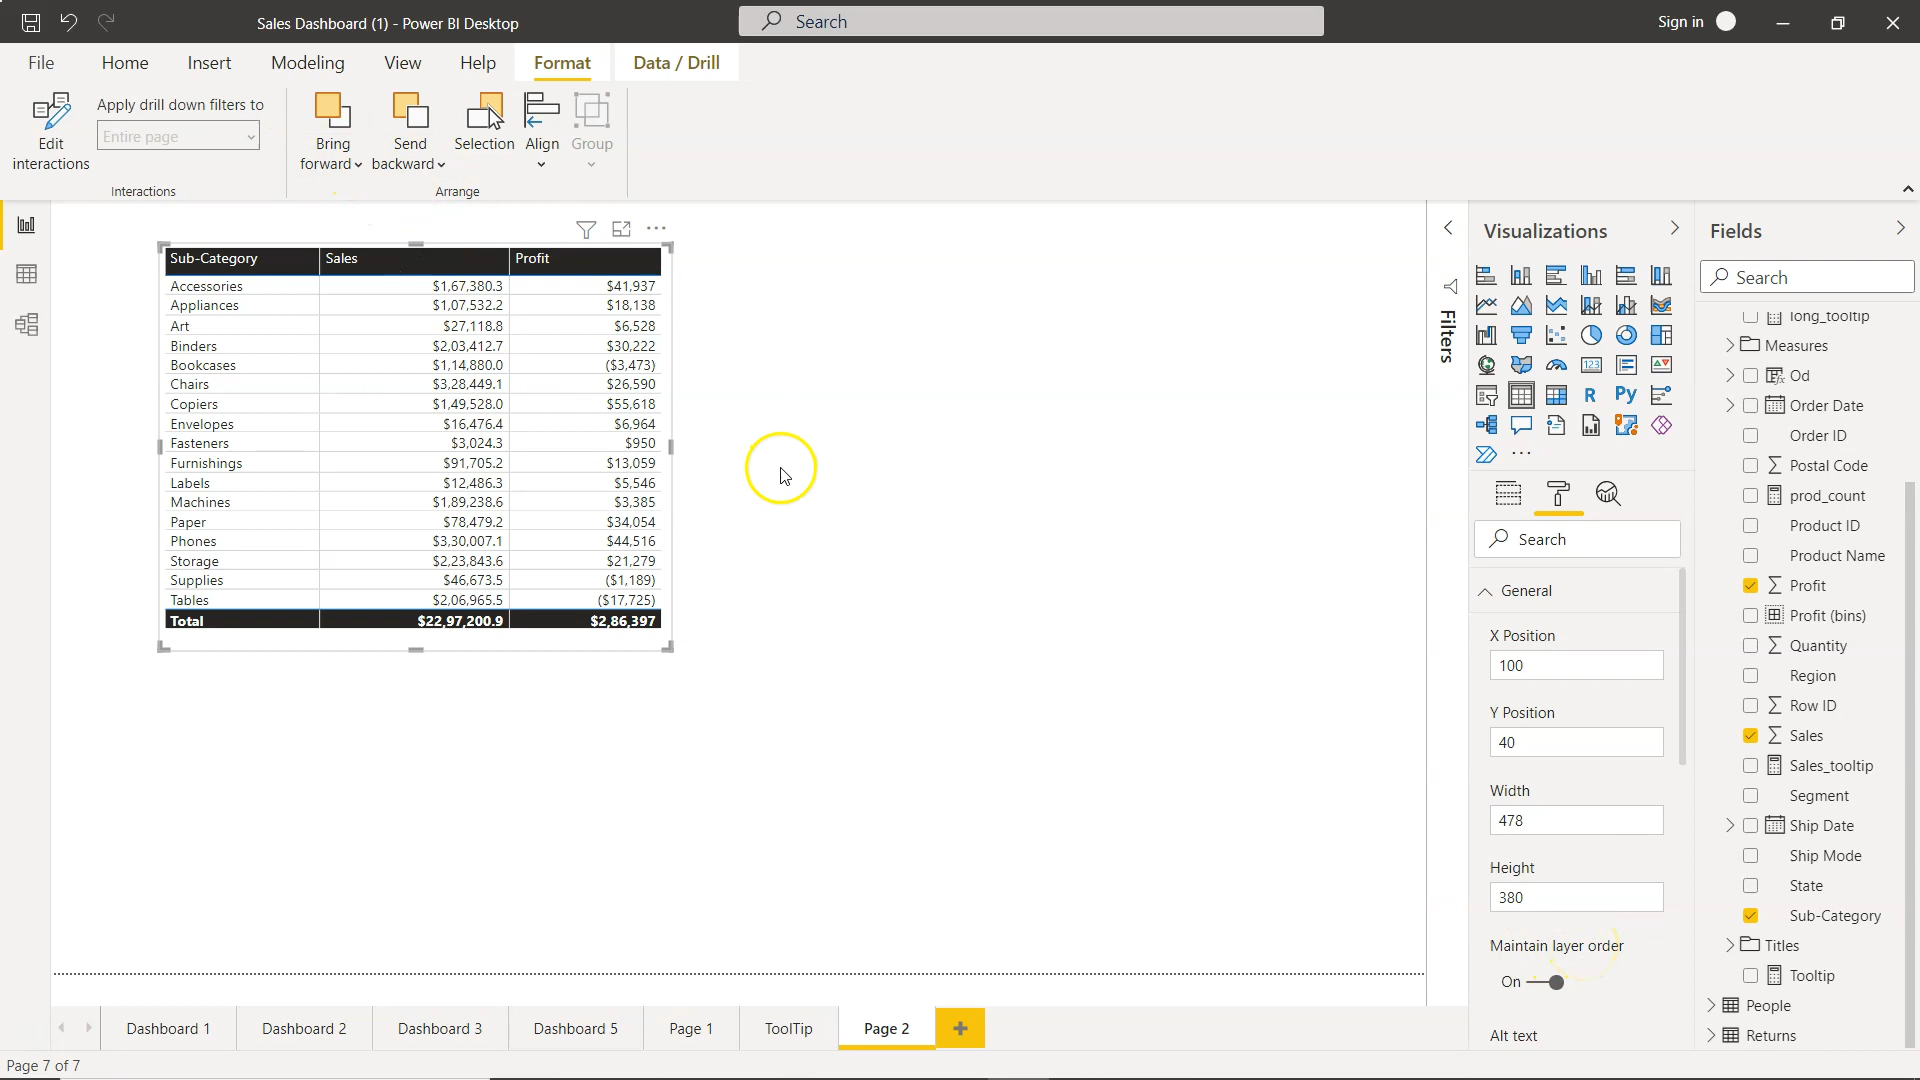 Sales Dashboard (1) - Power BI Desktop
Search
Sign in
File Home Insert Modeling View Help Format Data / Drill
Edit
interactions
Apply drill down filters to
Entire page
Bring
forward
Send
backward
Selection
Align
Group
Interactions
Arrange
Sub-Category Sales Profit
Accessories $1,67,380.3 $41,937
Appliances $1,07,532.2 $18,138
Art $27,118.8 $6,528
Binders $2,03,412.7 $30,222
Bookcases $1,14,880.0 ($3,473)
Chairs $3,28,449.1 $26,590
Copiers $1,49,528.0 $55,618
Envelopes $16,476.4 $6,964
Fasteners $3,024.3 $950
Furnishings $91,705.2 $13,059
Labels $12,486.3 $5,546
Machines $1,89,238.6 $3,385
Paper $78,479.2 $34,054
Phones $3,30,007.1 $44,516
Storage $2,23,843.6 $21,279
Supplies $46,673.5 ($1,189)
Tables $2,06,965.5 ($17,725)
Total $22,97,200.9 $2,86,397
Filters
Visualizations
123
R
Py
Search
General
X Position
100
Y Position
40
Width
478
Height
380
Maintain layer order
On
Alt text
Fields
Search
long_tooltip
Measures
Od
Order Date
Order ID
Postal Code
prod_count
Product ID
Product Name
Profit
Profit (bins)
Quantity
Region
Row ID
Sales
Sales_tooltip
Segment
Ship Date
Ship Mode
State
Sub-Category
Titles
Tooltip
People
Returns
Dashboard 1 Dashboard 2 Dashboard 3 Dashboard 5 Page 1 ToolTip Page 2
Page 7 of 7